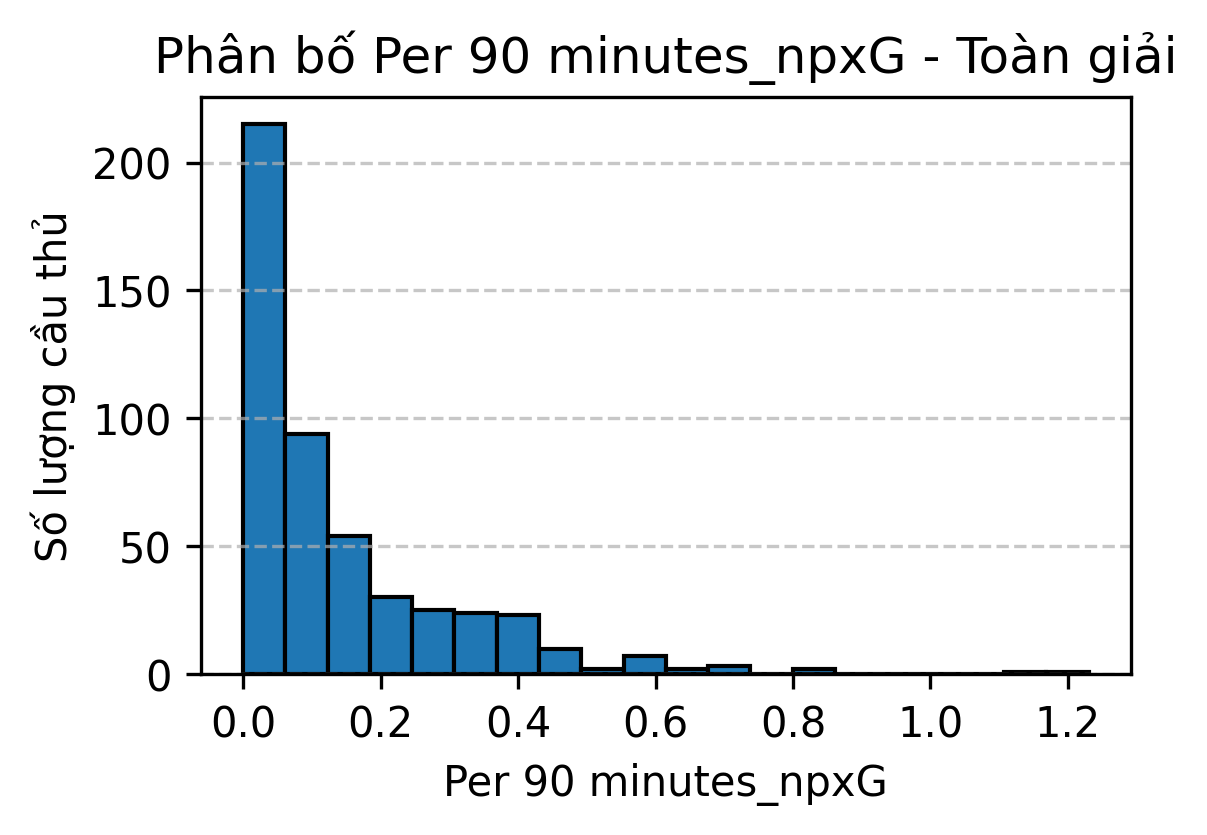 Phân bố Per 90 minutes_npxG - Toàn giải
Số lượng cầu thủ
200
150
100
50
0
0.0 0.2 0.4 0.6 0.8 1.0 1.2
Per 90 minutes_npxG